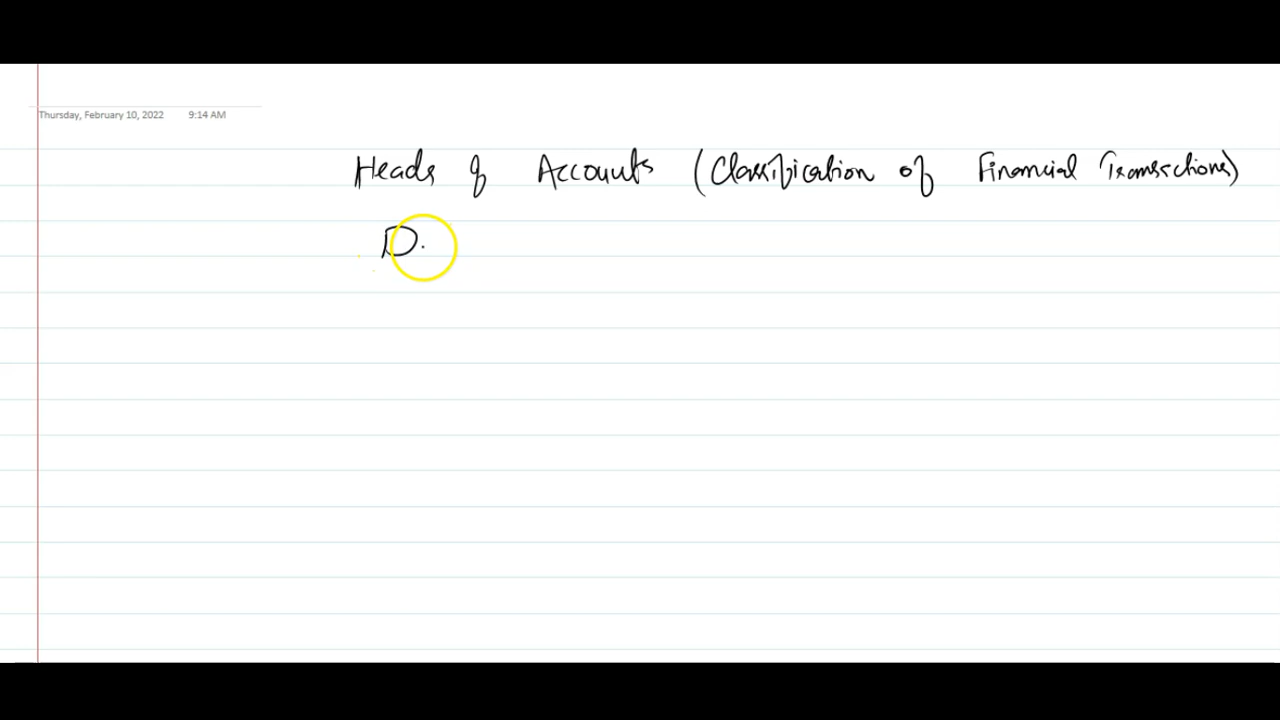 Thursday, February 10, 2022 9:14 AM
Heads of Accounts (Classification of Financial Transactions)
D.